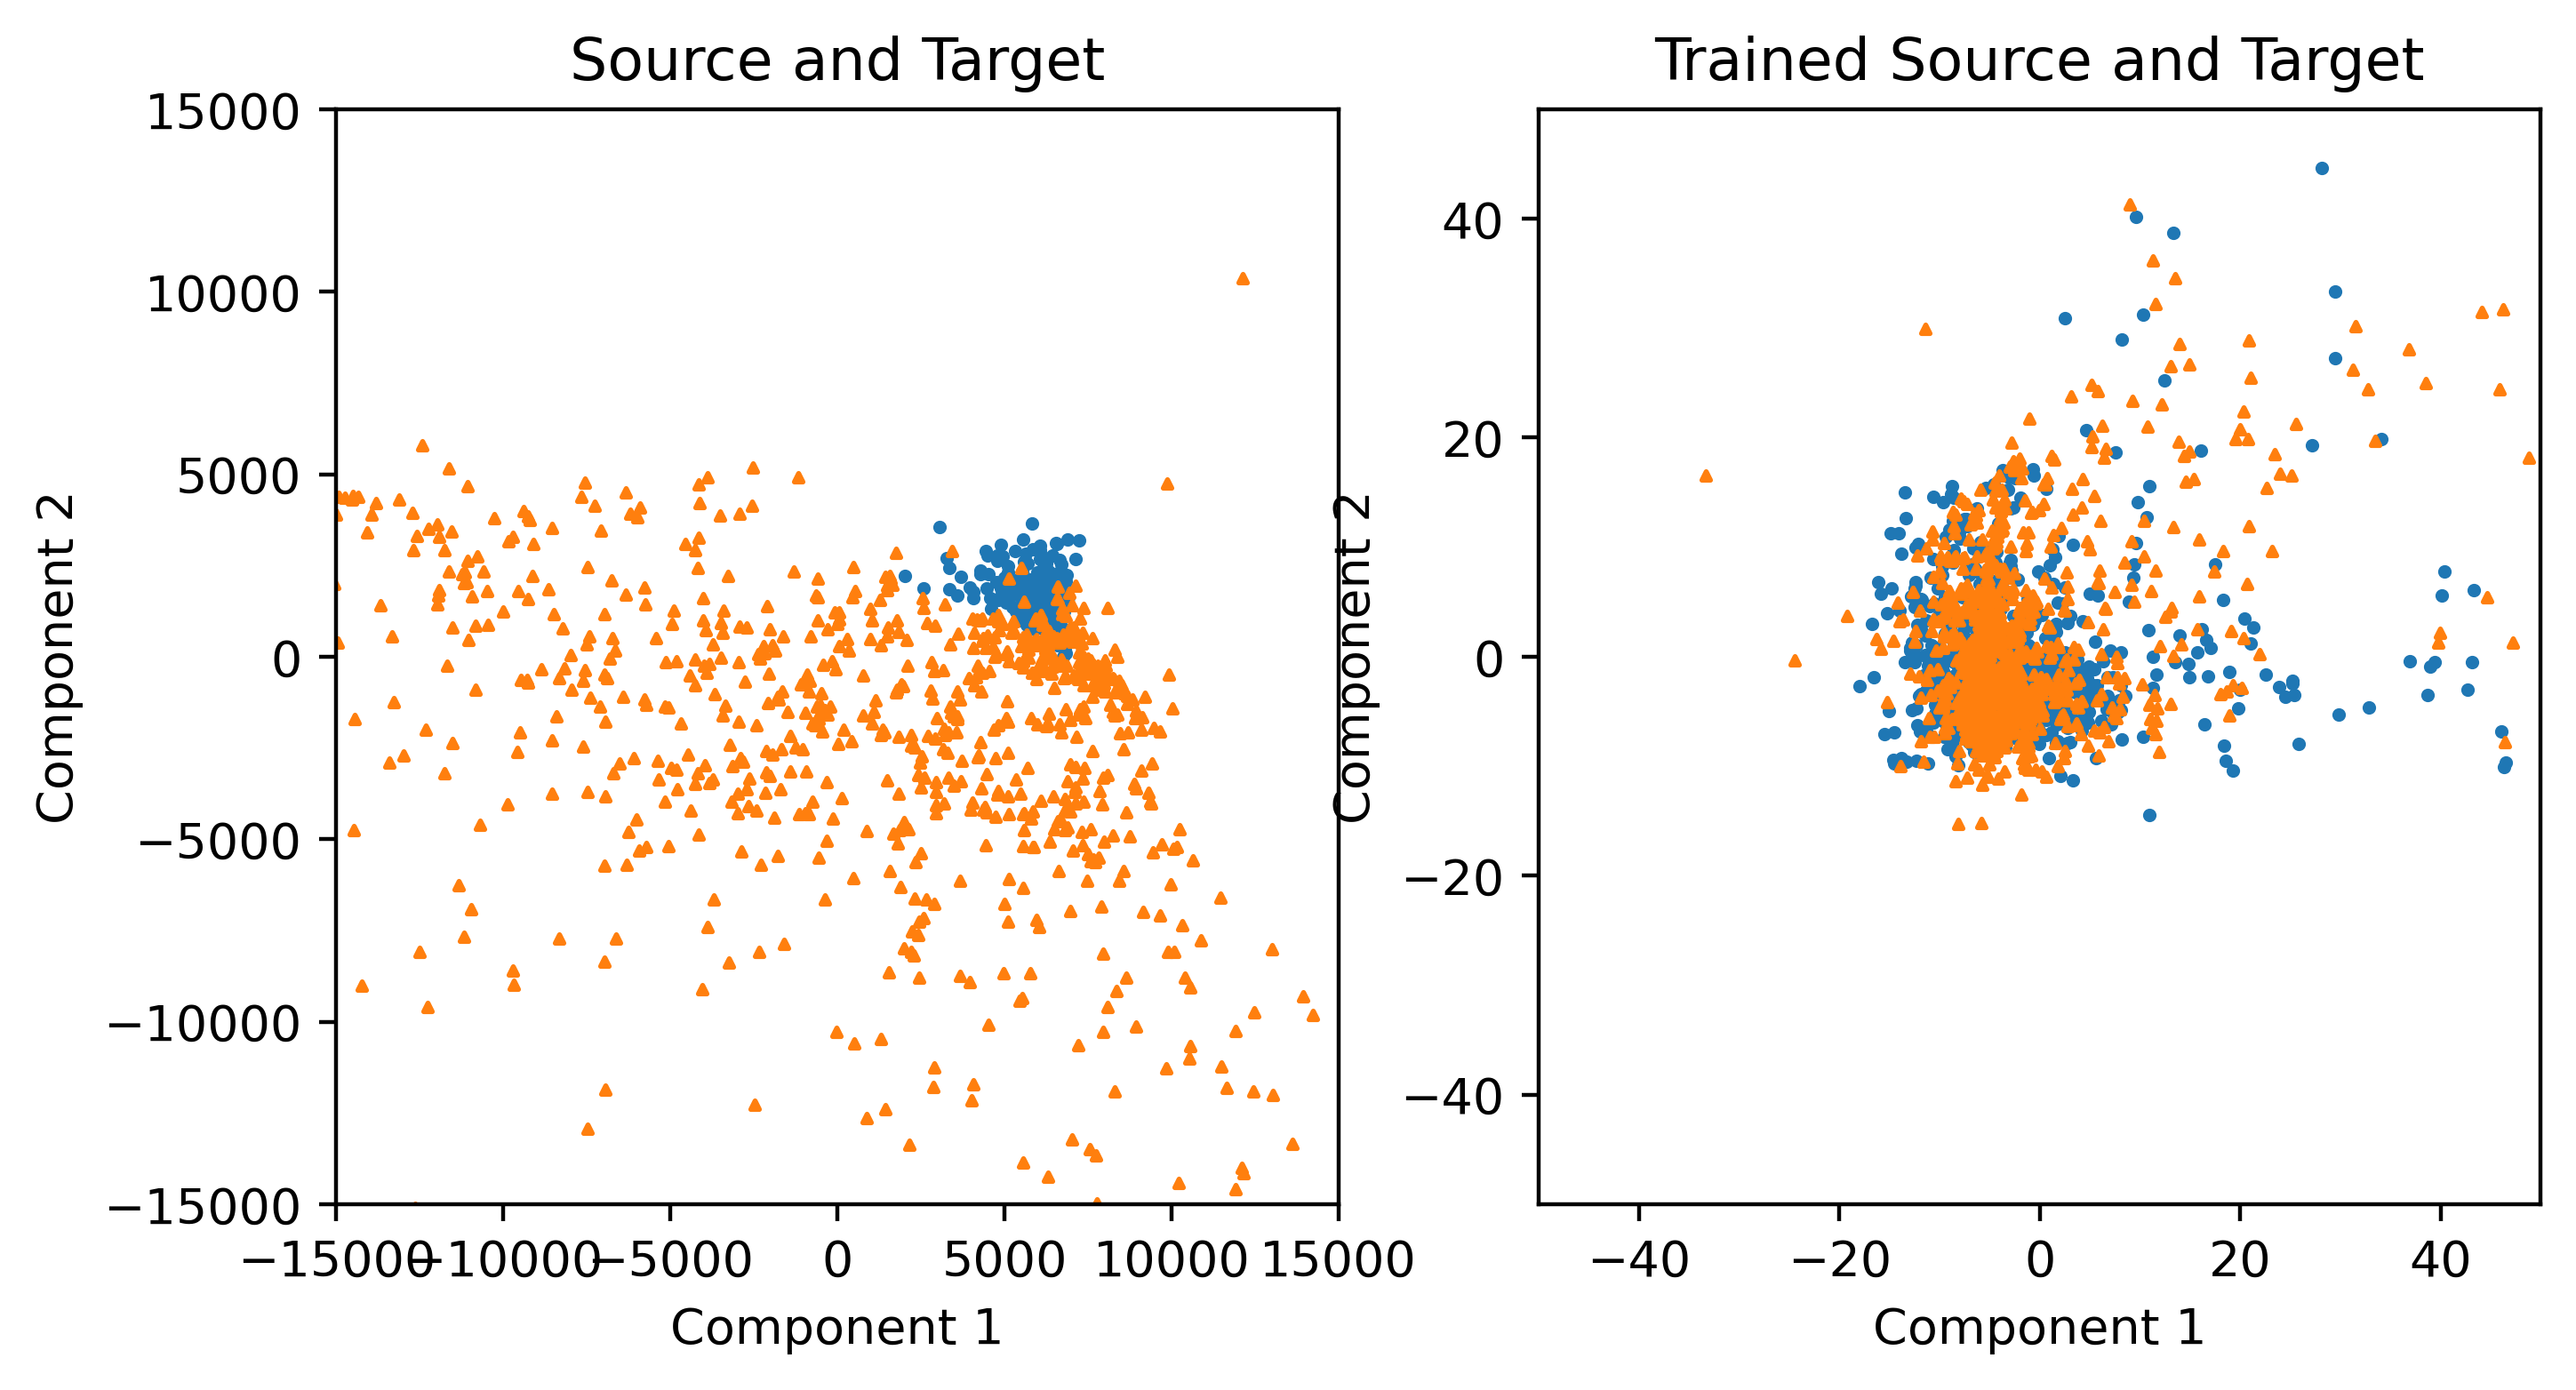 Source and Target
15000
10000
5000
0
−5000
−10000
−15000
Component 2
−15000 −10000 −5000 0 5000 10000 15000
Component 1
Trained Source and Target
40
20
0
−20
−40
Component 2
−40 −20 0 20 40
Component 1